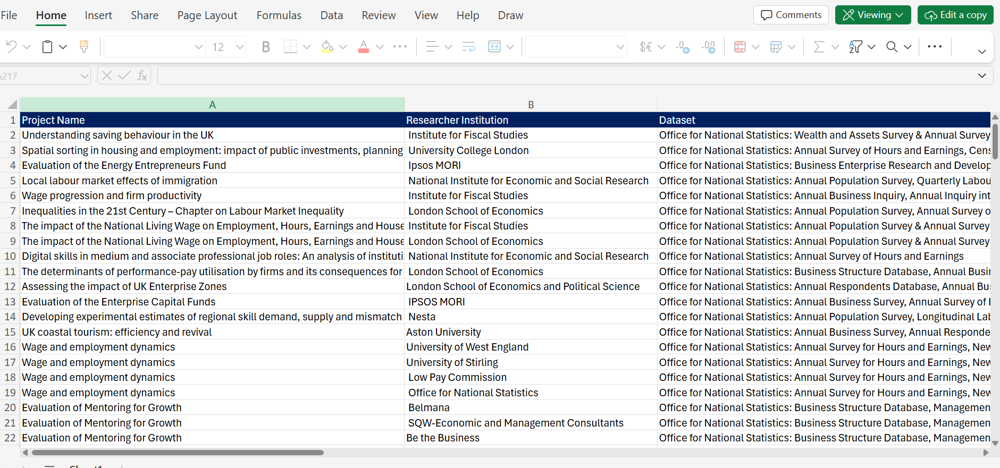 File Home Insert Share Page Layout Formulas Data Review View Help Draw Comments Viewing Edit a copy
12 B A $€ .0 .00 Σ A Z
A217 fx
A B
1 Project Name Researcher Institution Dataset
2 Understanding saving behaviour in the UK Institute for Fiscal Studies Office for National Statistics: Wealth and Assets Survey & Annual Survey
3 Spatial sorting in housing and employment: impact of public investments, planning University College London Office for National Statistics: Annual Survey of Hours and Earnings, Cens
4 Evaluation of the Energy Entrepreneurs Fund Ipsos MORI Office for National Statistics: Business Enterprise Research and Develop
5 Local labour market effects of immigration National Institute for Economic and Social Research Office for National Statistics: Annual Population Survey, Quarterly Labou
6 Wage progression and firm productivity Institute for Fiscal Studies Office for National Statistics: Annual Business Inquiry, Annual Inquiry int
7 Inequalities in the 21st Century – Chapter on Labour Market Inequality London School of Economics Office for National Statistics: Annual Population Survey, Annual Survey o
8 The impact of the National Living Wage on Employment, Hours, Earnings and House Institute for Fiscal Studies Office for National Statistics: Annual Population Survey & Annual Survey
9 The impact of the National Living Wage on Employment, Hours, Earnings and House London School of Economics Office for National Statistics: Annual Population Survey & Annual Survey
10 Digital skills in medium and associate professional job roles: An analysis of instituti National Institute for Economic and Social Research Office for National Statistics: Annual Survey of Hours and Earnings
11 The determinants of performance-pay utilisation by firms and its consequences for London School of Economics Office for National Statistics: Business Structure Database, Annual Busin
12 Assessing the impact of UK Enterprise Zones London School of Economics and Political Science Office for National Statistics: Annual Respondents Database, Annual Bus
13 Evaluation of the Enterprise Capital Funds IPSOS MORI Office for National Statistics: Annual Business Survey, Annual Survey of
14 Developing experimental estimates of regional skill demand, supply and mismatch Nesta Office for National Statistics: Annual Population Survey, Longitudinal Lab
15 UK coastal tourism: efficiency and revival Aston University Office for National Statistics: Annual Business Survey, Annual Responde
16 Wage and employment dynamics University of West England Office for National Statistics: Annual Survey for Hours and Earnings, New
17 Wage and employment dynamics University of Stirling Office for National Statistics: Annual Survey for Hours and Earnings, New
18 Wage and employment dynamics Low Pay Commission Office for National Statistics: Annual Survey for Hours and Earnings, New
19 Wage and employment dynamics Office for National Statistics Office for National Statistics: Annual Survey for Hours and Earnings, New
20 Evaluation of Mentoring for Growth Belmana Office for National Statistics: Business Structure Database, Managemen
21 Evaluation of Mentoring for Growth SQW-Economic and Management Consultants Office for National Statistics: Business Structure Database, Managemen
22 Evaluation of Mentoring for Growth Be the Business Office for National Statistics: Business Structure Database, Managemen
Sheet1